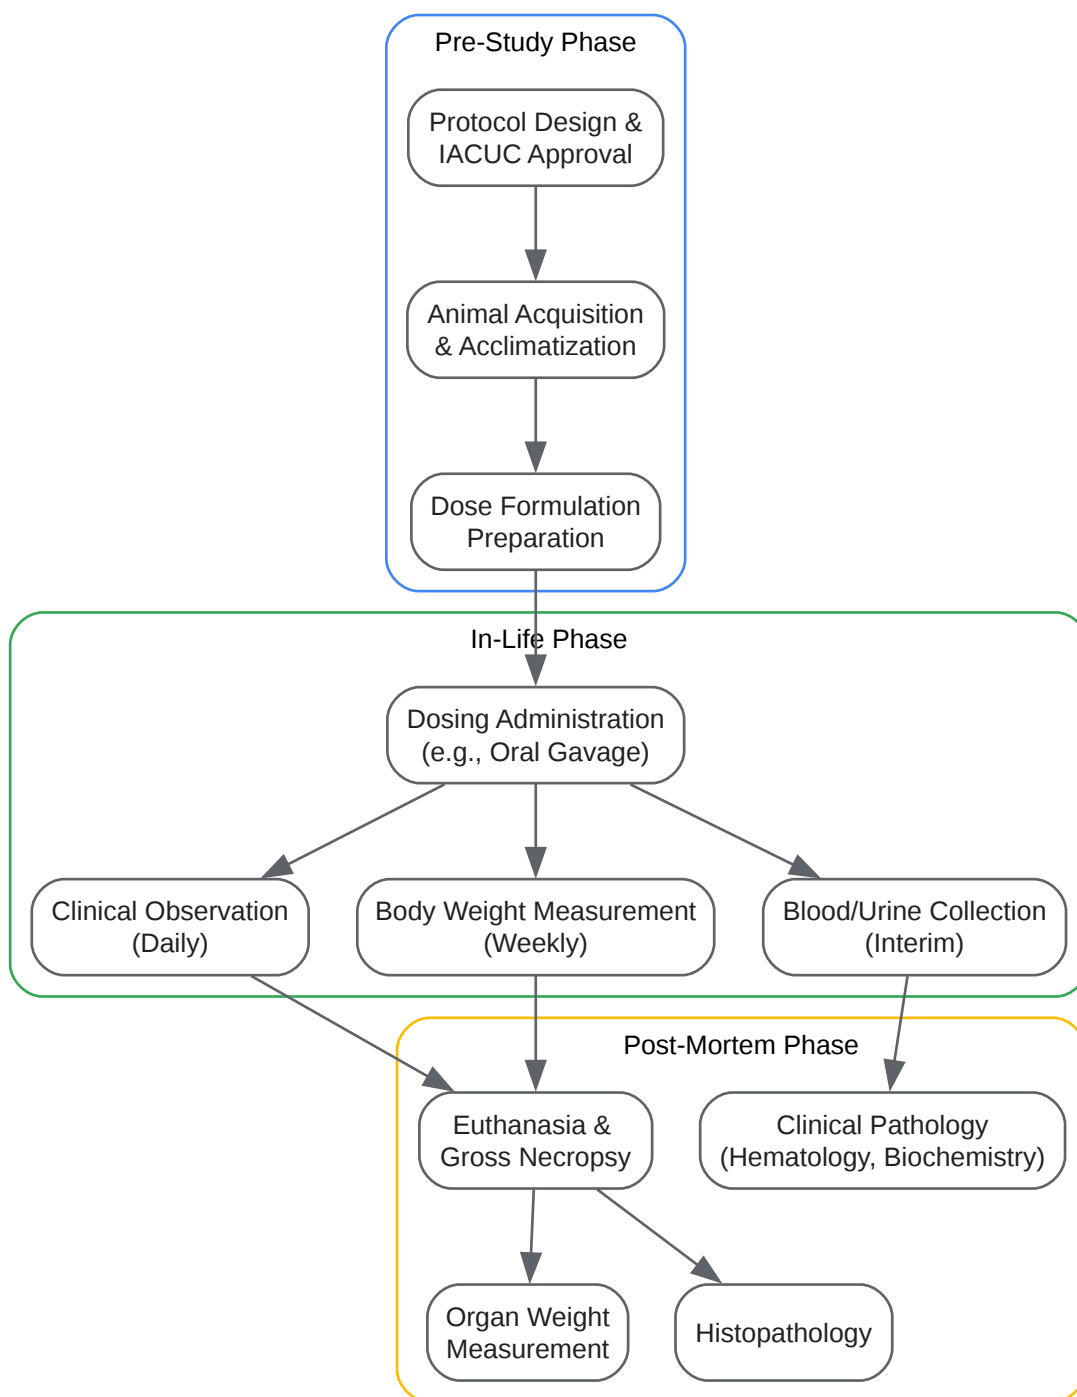 Pre-Study Phase
Protocol Design &
IACUC Approval
Animal Acquisition
& Acclimatization
Dose Formulation
Preparation
In-Life Phase
Dosing Administration
(e.g., Oral Gavage)
Clinical Observation
(Daily)
Body Weight Measurement
(Weekly)
Blood/Urine Collection
(Interim)
Post-Mortem Phase
Euthanasia &
Gross Necropsy
Clinical Pathology
(Hematology, Biochemistry)
Organ Weight
Measurement
Histopathology